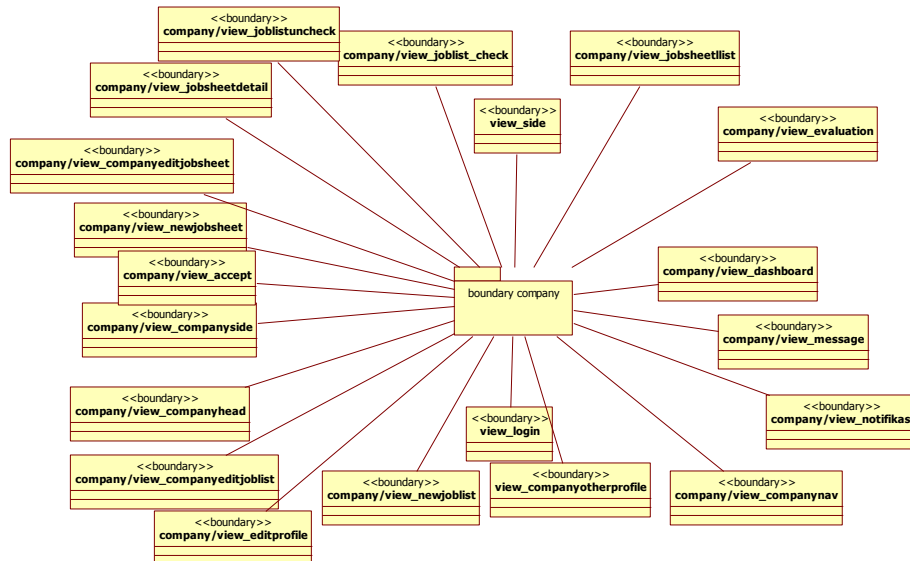 <<boundary>>
company/view_joblistuncheck
<<boundary>>
company/view_joblist_check
<<boundary>>
company/view_jobsheetllist
<<boundary>>
company/view_jobsheetdetail
<<boundary>>
view_side
<<boundary>>
company/view_evaluation
<<boundary>>
company/view_companyeditjobsheet
<<boundary>>
company/view_newjobsheet
<<boundary>>
company/view_accept
<<boundary>>
company/view_dashboard
boundary company
<<boundary>>
company/view_companyside
<<boundary>>
company/view_message
<<boundary>>
company/view_companyhead
<<boundary>>
company/view_notifikas
<<boundary>>
view_login
<<boundary>>
company/view_companyeditjoblist
<<boundary>>
company/view_newjoblist
<<boundary>>
view_companyotherprofile
<<boundary>>
company/view_companynav
<<boundary>>
company/view_editprofile